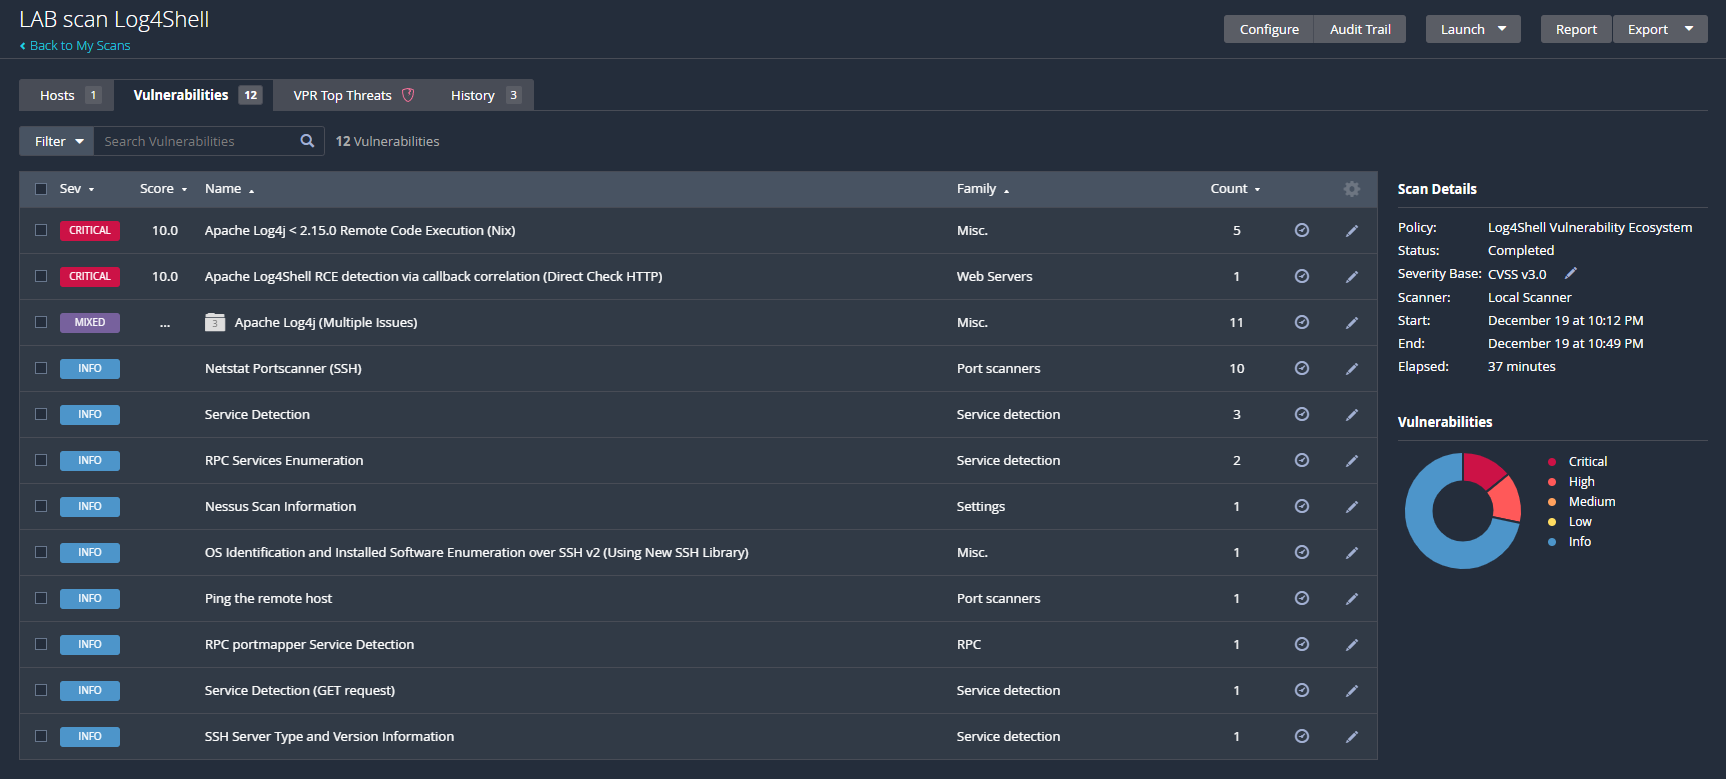 LAB scan Log4Shell
Back to My Scans
Configure Audit Trail Launch Report Export
Hosts 1 Vulnerabilities 12 VPR Top Threats History 3
Filter Search Vulnerabilities 12 Vulnerabilities
Sev Score Name Family Count
CRITICAL 10.0 Apache Log4j < 2.15.0 Remote Code Execution (Nix) Misc. 5
CRITICAL 10.0 Apache Log4Shell RCE detection via callback correlation (Direct Check HTTP) Web Servers 1
MIXED ... 3 Apache Log4j (Multiple Issues) Misc. 11
INFO Netstat Portscanner (SSH) Port scanners 10
INFO Service Detection Service detection 3
INFO RPC Services Enumeration Service detection 2
INFO Nessus Scan Information Settings 1
INFO OS Identification and Installed Software Enumeration over SSH v2 (Using New SSH Library) Misc. 1
INFO Ping the remote host Port scanners 1
INFO RPC portmapper Service Detection RPC 1
INFO Service Detection (GET request) Service detection 1
INFO SSH Server Type and Version Information Service detection 1
Scan Details
Policy: Log4Shell Vulnerability Ecosystem
Status: Completed
Severity Base: CVSS v3.0
Scanner: Local Scanner
Start: December 19 at 10:12 PM
End: December 19 at 10:49 PM
Elapsed: 37 minutes
Vulnerabilities
Critical
High
Medium
Low
Info